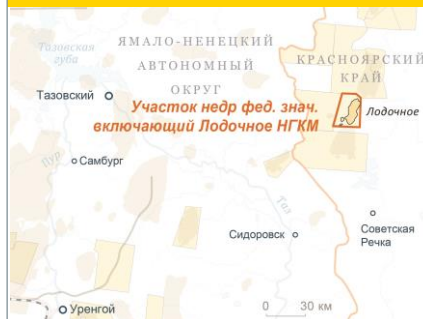 ЯМАЛО-НЕНЕЦКИЙ
АВТОНОМНЫЙ
ОКРУГ
КРАСНОЯРСКИЙ
КРАЙ
Тазовская
губа
Тазовский
Участок недр фед. знач.
включающий Лодочное НГКМ
Лодочное
Самбург
Пур
Таз
Сидоровск
Советская
Речка
Уренгой
0 30 км